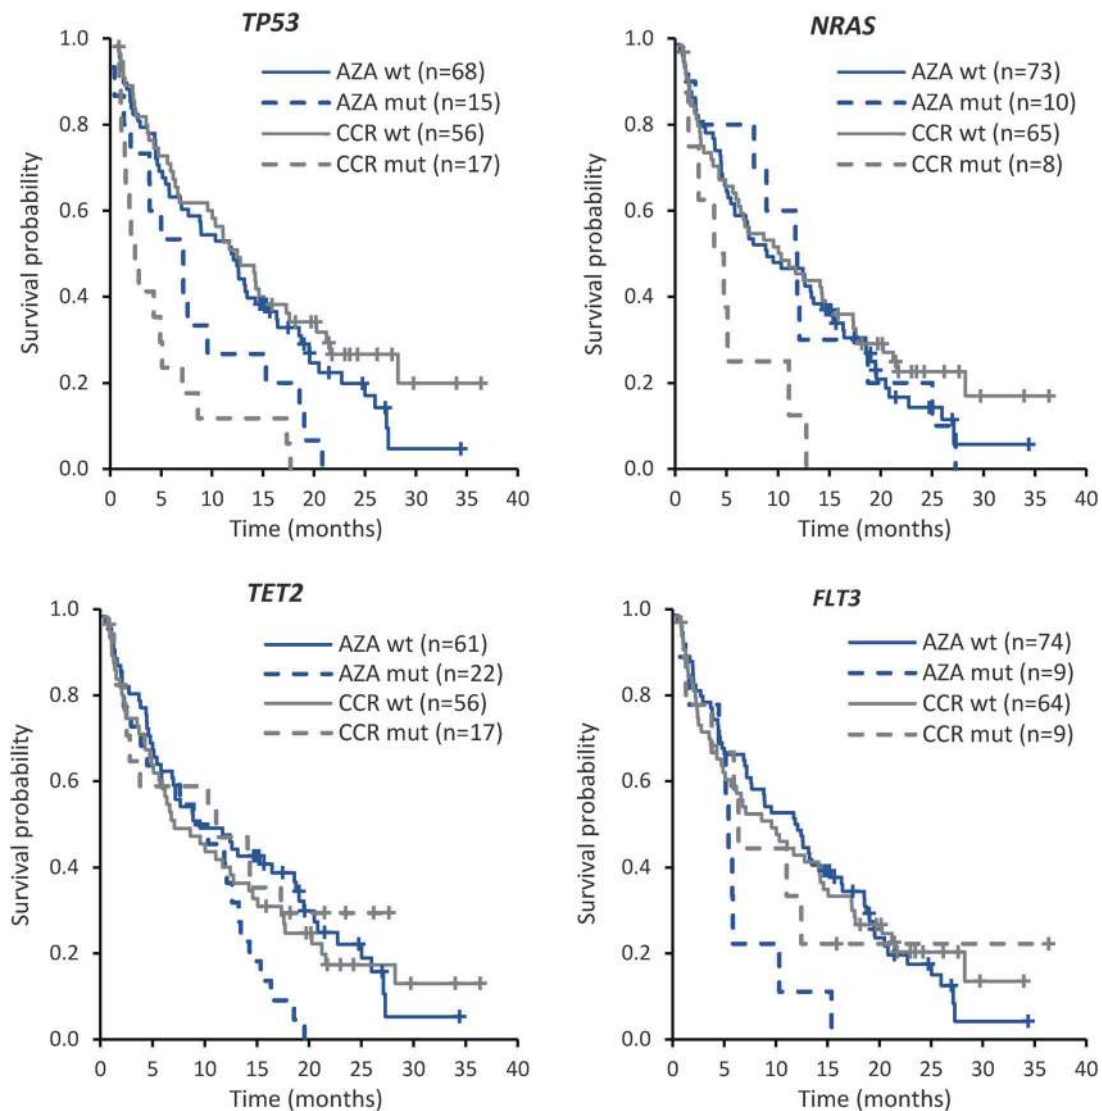 TP53
1.0
0.8
0.6
0.4
0.2
0.0
Survival probability
AZA wt (n=68)
AZA mut (n=15)
CCR wt (n=56)
CCR mut (n=17)
0 5 10 15 20 25 30 35 40
Time (months)
NRAS
1.0
0.8
0.6
0.4
0.2
0.0
Survival probability
AZA wt (n=73)
AZA mut (n=10)
CCR wt (n=65)
CCR mut (n=8)
0 5 10 15 20 25 30 35 40
Time (months)
TET2
1.0
0.8
0.6
0.4
0.2
0.0
Survival probability
AZA wt (n=61)
AZA mut (n=22)
CCR wt (n=56)
CCR mut (n=17)
0 5 10 15 20 25 30 35 40
Time (months)
FLT3
1.0
0.8
0.6
0.4
0.2
0.0
Survival probability
AZA wt (n=74)
AZA mut (n=9)
CCR wt (n=64)
CCR mut (n=9)
0 5 10 15 20 25 30 35 40
Time (months)